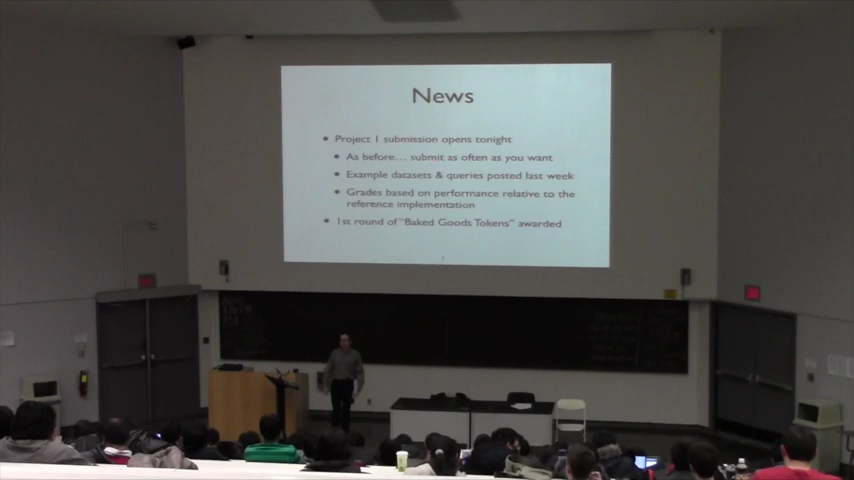 News
• Project 1 submission opens tonight
• As before... submit as often as you want
• Example datasets & queries posted last week
• Grades based on performance relative to the
reference implementation
• 1st round of "Baked Goods Tokens" awarded
1